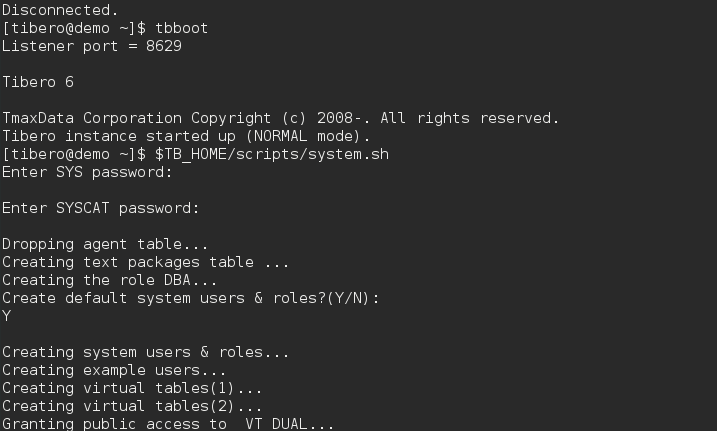 Disconnected.
[tibero@demo ~]$ tbboot
Listener port = 8629
Tibero 6
TmaxData Corporation Copyright (c) 2008-. All rights reserved.
Tibero instance started up (NORMAL mode).
[tibero@demo ~]$ $TB_HOME/scripts/system.sh
Enter SYS password:
Enter SYSCAT password:
Dropping agent table...
Creating text packages table ...
Creating the role DBA...
Create default system users & roles?(Y/N):
Y
Creating system users & roles...
Creating example users...
Creating virtual tables(1)...
Creating virtual tables(2)...
Granting public access to _VT_DUAL...